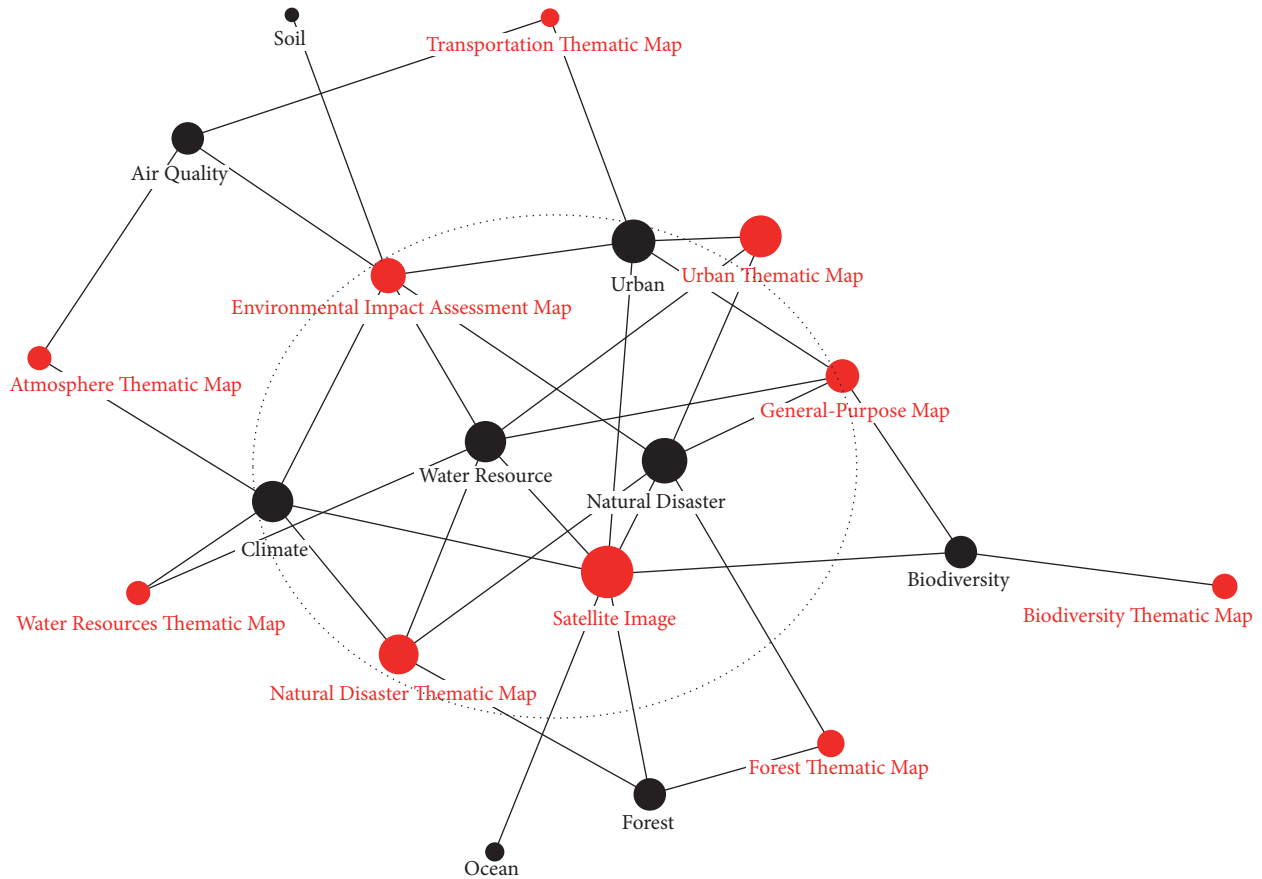 Soil
Transportation Thematic Map
Air Quality
Urban
Urban Thematic Map
Environmental Impact Assessment Map
Atmosphere Thematic Map
General-Purpose Map
Water Resource
Natural Disaster
Climate
Biodiversity
Satellite Image
Biodiversity Thematic Map
Water Resources Thematic Map
Natural Disaster Thematic Map
Forest Thematic Map
Forest
Ocean